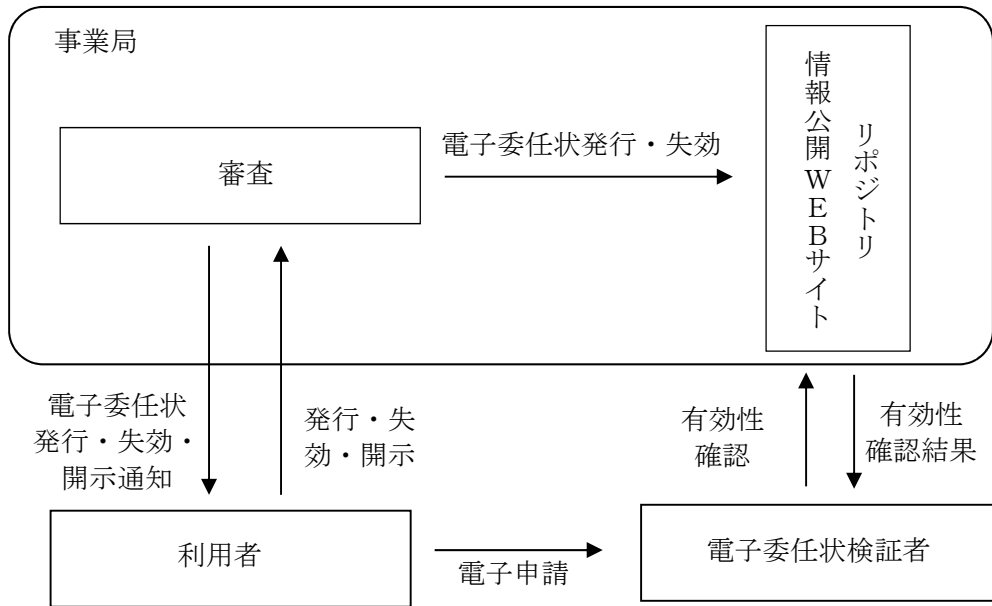 事業局
審査
電子委任状発行・失効
リポジトリ
情報公開WEBサイト
電子委任状
発行・失効・
開示通知
発行・失
効・開示
有効性
確認
有効性
確認結果
利用者
電子申請
電子委任状検証者